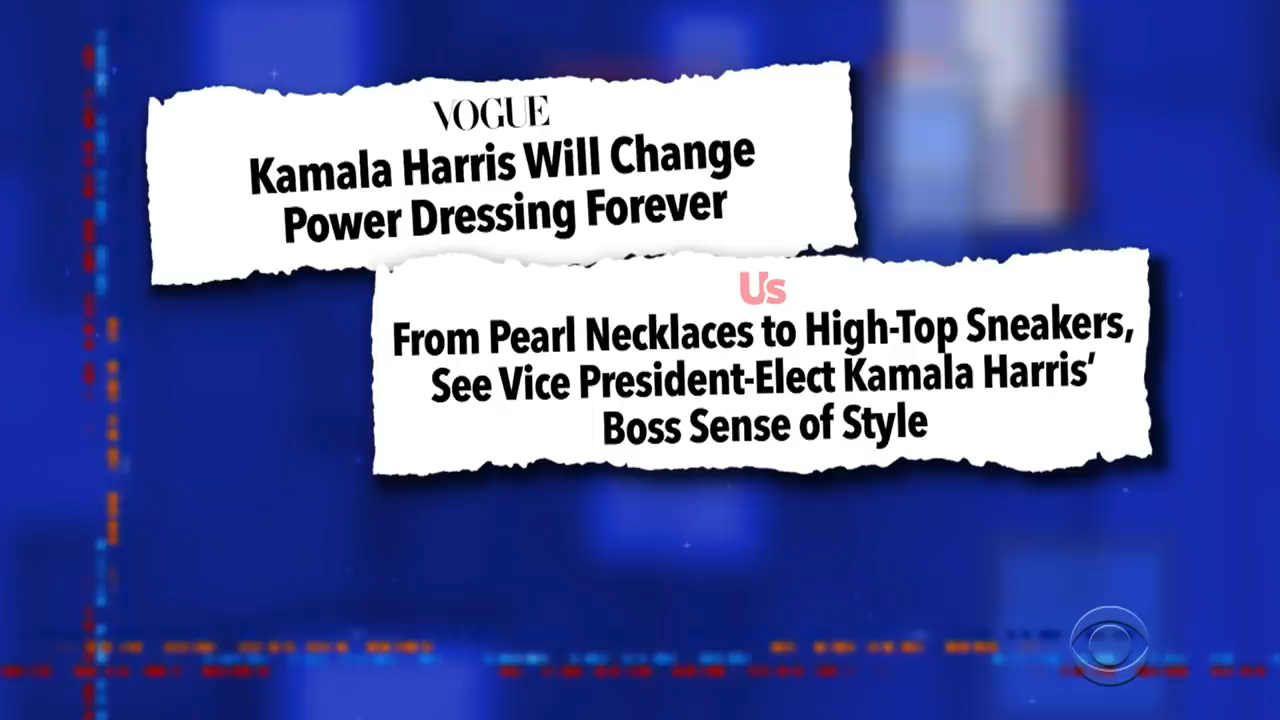 VOGUE
Kamala Harris Will Change
Power Dressing Forever
Us
From Pearl Necklaces to High-Top Sneakers,
See Vice President-Elect Kamala Harris’
Boss Sense of Style